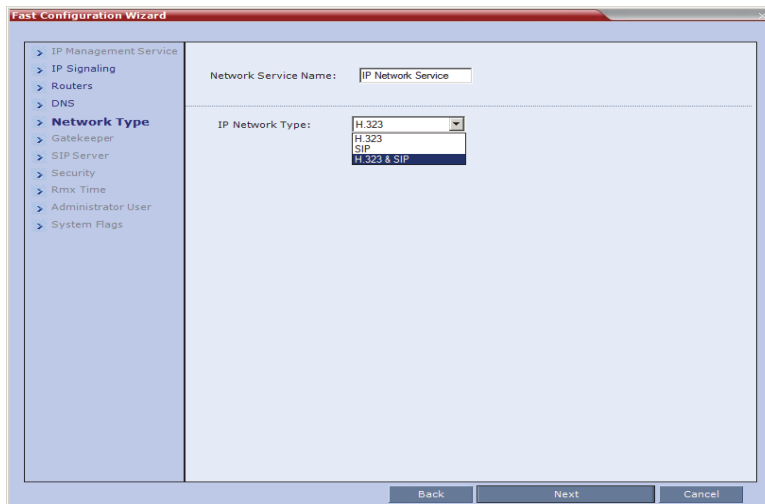 Fast Configuration Wizard
IP Management Service
IP Signaling
Routers
DNS
Network Type
Gatekeeper
SIP Server
Security
Rmx Time
Administrator User
System Flags
Network Service Name: IP Network Service
IP Network Type: H.323
H.323
SIP
H.323 & SIP
Back Next Cancel